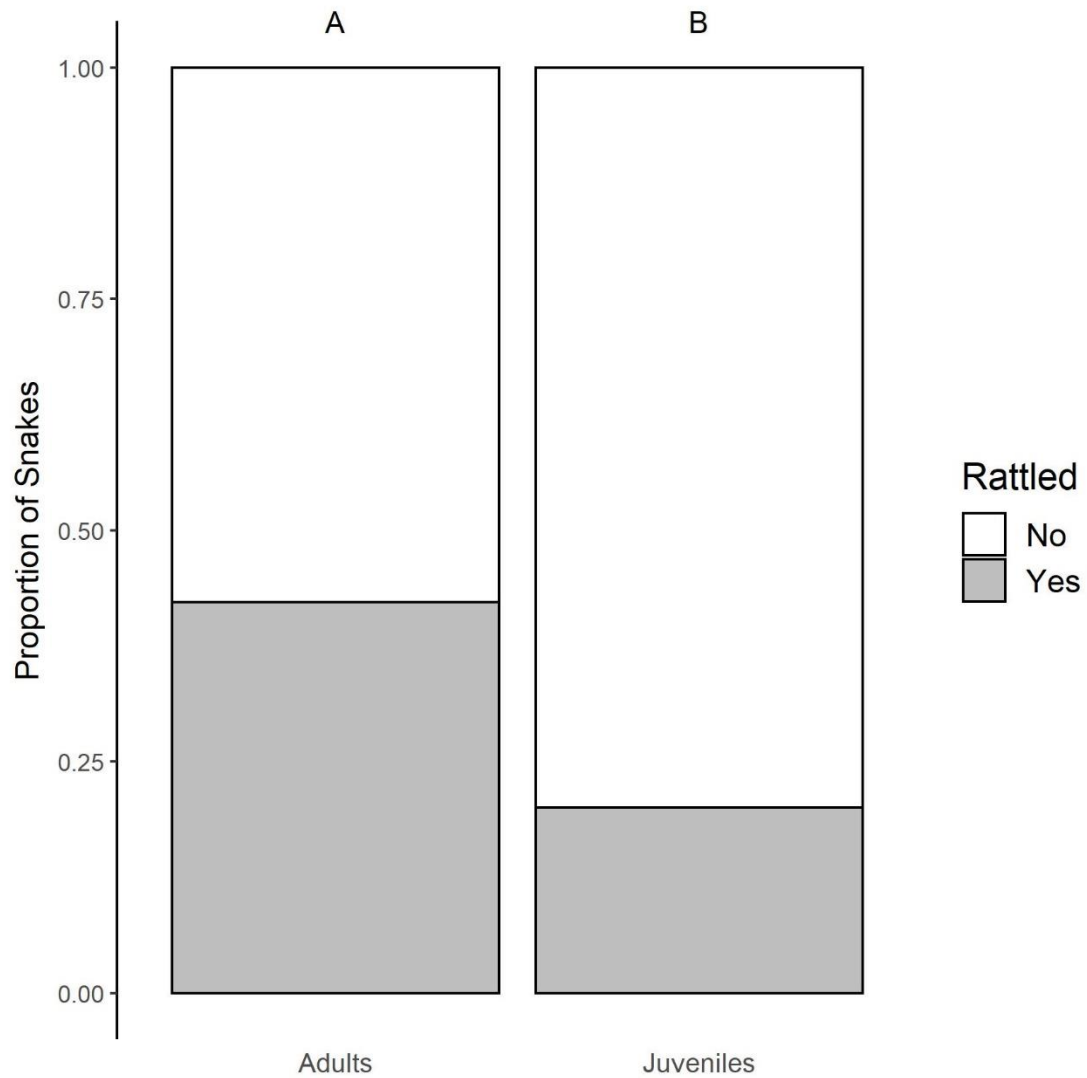 A
B
1.00
0.75
0.50
0.25
0.00
Proportion of Snakes
Adults
Juveniles
Rattled
No
Yes